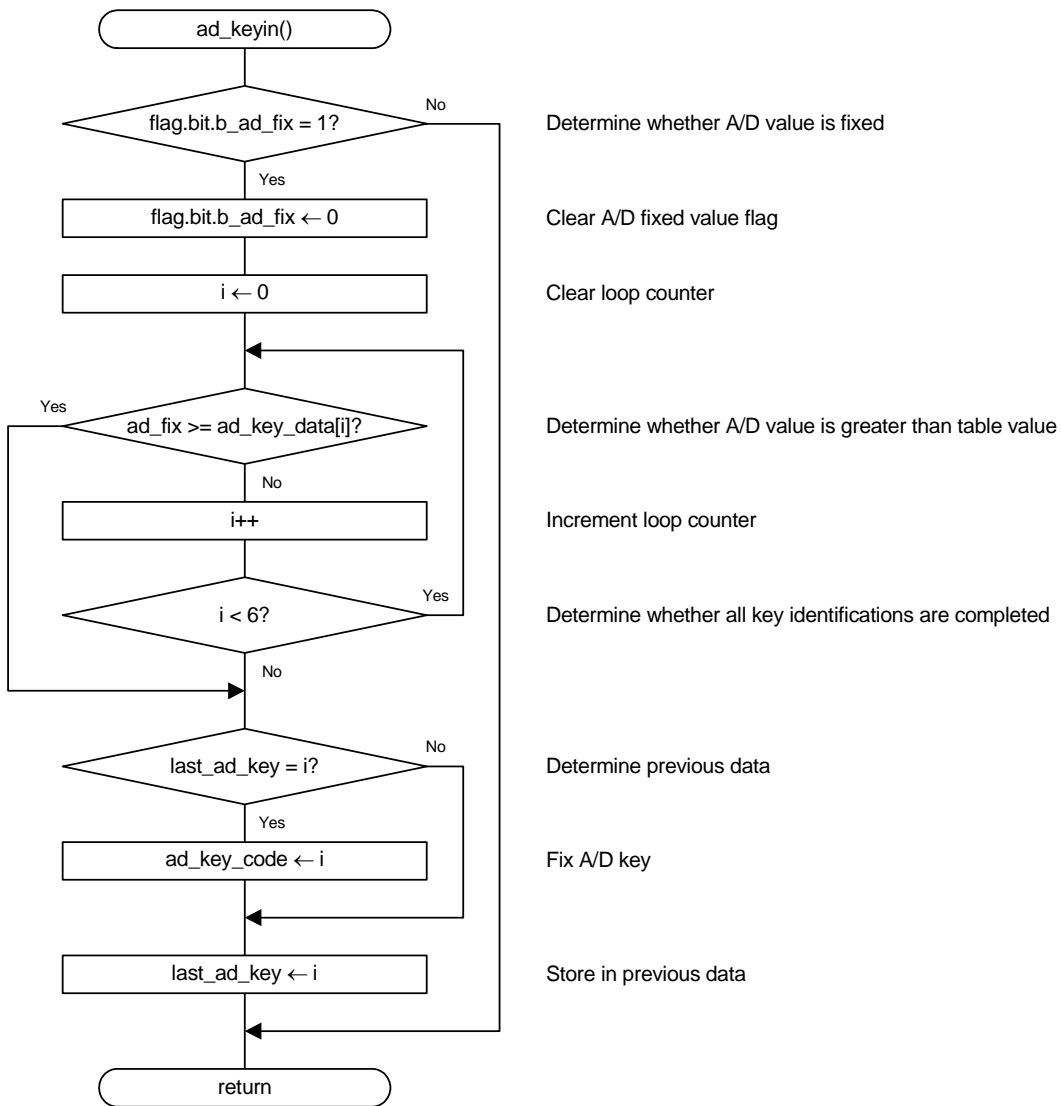 ad_keyin()
No
flag.bit.b_ad_fix = 1?
Determine whether A/D value is fixed
Yes
flag.bit.b_ad_fix ← 0
Clear A/D fixed value flag
i ← 0
Clear loop counter
Yes
ad_fix >= ad_key_data[i]?
Determine whether A/D value is greater than table value
No
i++
Increment loop counter
Yes
i < 6?
Determine whether all key identifications are completed
No
No
last_ad_key = i?
Determine previous data
Yes
ad_key_code ← i
Fix A/D key
last_ad_key ← i
Store in previous data
return